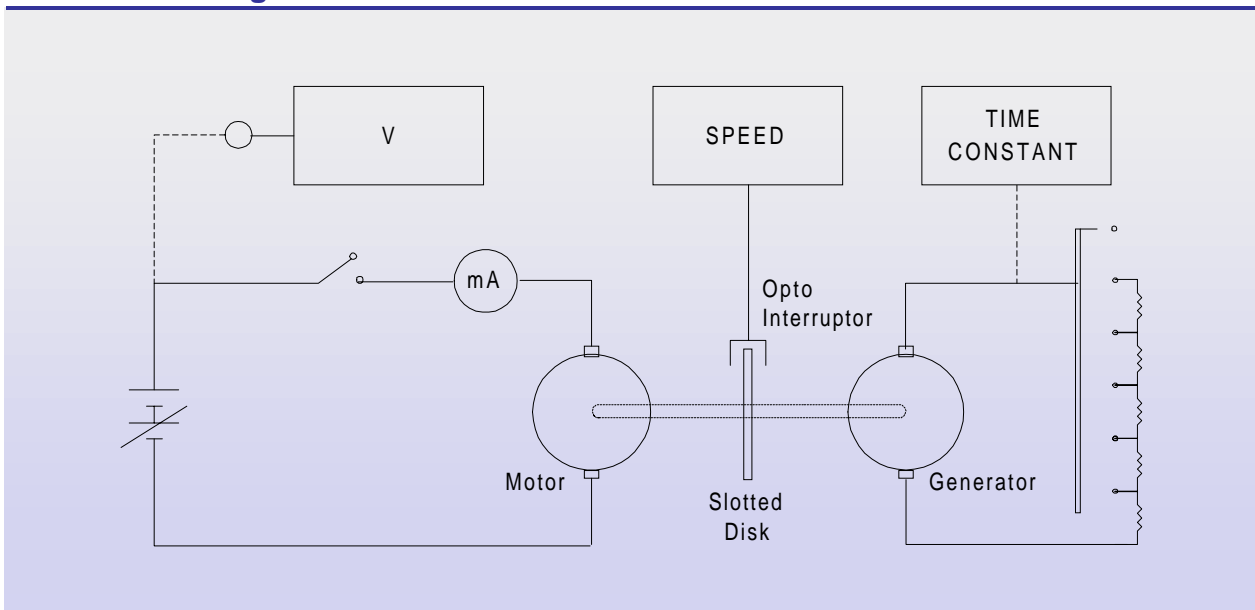 V
SPEED
TIME
CONSTANT
mA
Opto
Interruptor
Motor
Generator
Slotted
Disk